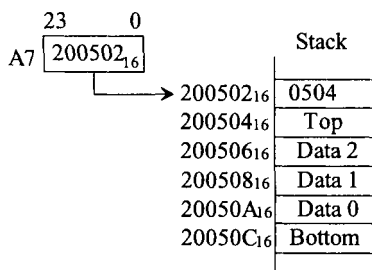 23 0
Stack
A7 200502₁₆
200502₁₆ 0504
200504₁₆ Top
200506₁₆ Data 2
200508₁₆ Data 1
20050A₁₆ Data 0
20050C₁₆ Bottom